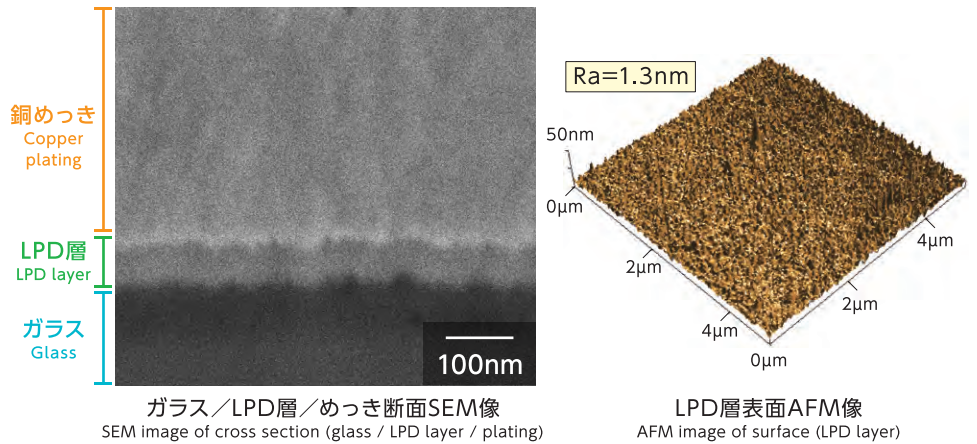 銅めっき
Copper
plating
LPD層
LPD layer
ガラス
Glass
100nm
ガラス／LPD層／めっき断面SEM像
SEM image of cross section (glass / LPD layer / plating)
Ra=1.3nm
50nm
0μm
2μm
4μm
0μm
2μm
4μm
LPD層表面AFM像
AFM image of surface (LPD layer)